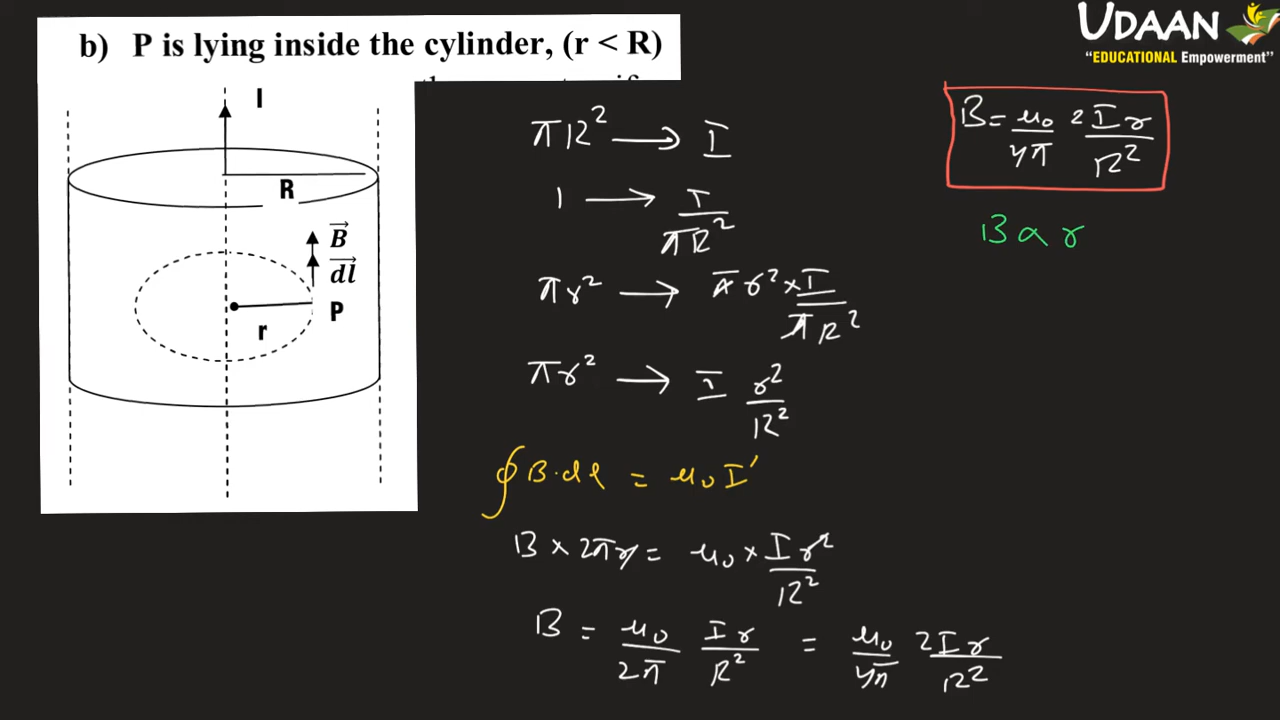 UDAAN
“EDUCATIONAL Empowerment”
b) P is lying inside the cylinder, (r < R)
I
R
B⃗
dl⃗
P
r
πR² → I
1 → I/πR²
πr² → πr² × I/πR²
πr² → I r²/R²
∮B·dl = μ₀I′
B × 2πr = μ₀ × Ir²/R²
B = μ₀/2π Ir/R² = μ₀/4π 2Ir/R²
B = μ₀/4π 2Ir/R²
B α r